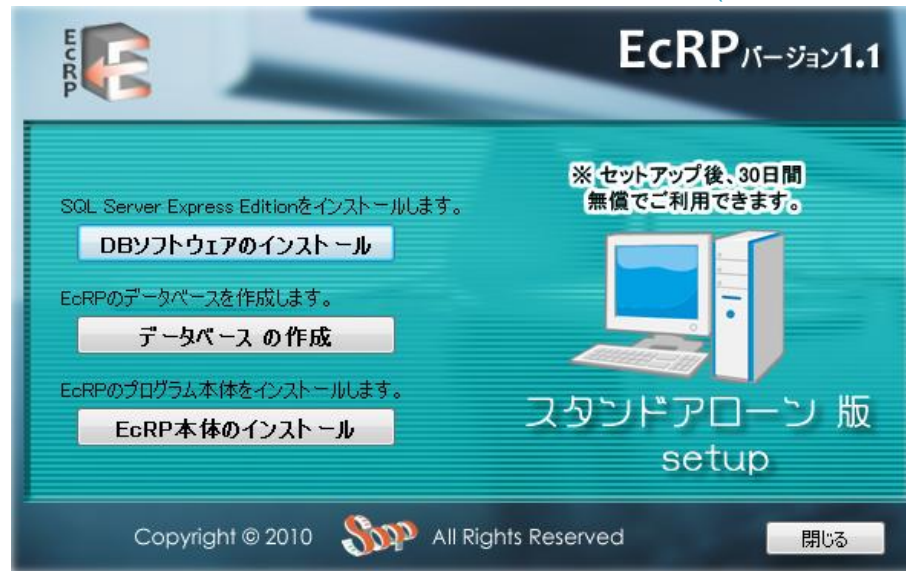 EcRP
EcRPバージョン1.1
※ セットアップ後、30日間
無償でご利用できます。
SQL Server Express Editionをインストールします。
DBソフトウェアのインストール
EcRPのデータベースを作成します。
データベース の作成
EcRPのプログラム本体をインストールします。
EcRP本体のインストール
スタンドアローン 版
setup
Copyright © 2010 Sopp All Rights Reserved
閉じる